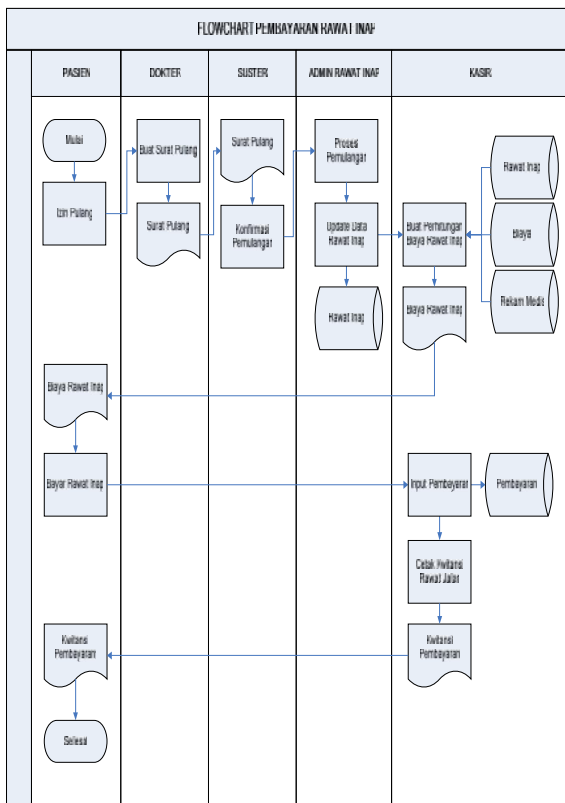 FLOWCHART PEMBAYARAN RAWAT INAP
PASIEN
DOKTER
SUSTER
ADMIN RAWAT INAP
KASIR
Mulai
Izin Pulang
Buat Surat Pulang
Surat Pulang
Surat Pulang
Konfirmasi
Pemulangan
Proses
Pemulangan
Update Data
Rawat Inap
Rawat Inap
Buat Perhitungan
Biaya Rawat Inap
Biaya Rawat Inap
Rawat Inap
Biaya
Rekam Medis
Biaya Rawat Inap
Bayar Rawat Inap
Input Pembayaran
Pembayaran
Cetak Kwitansi
Rawat Jalan
Kwitansi
Pembayaran
Kwitansi
Pembayaran
Selesai